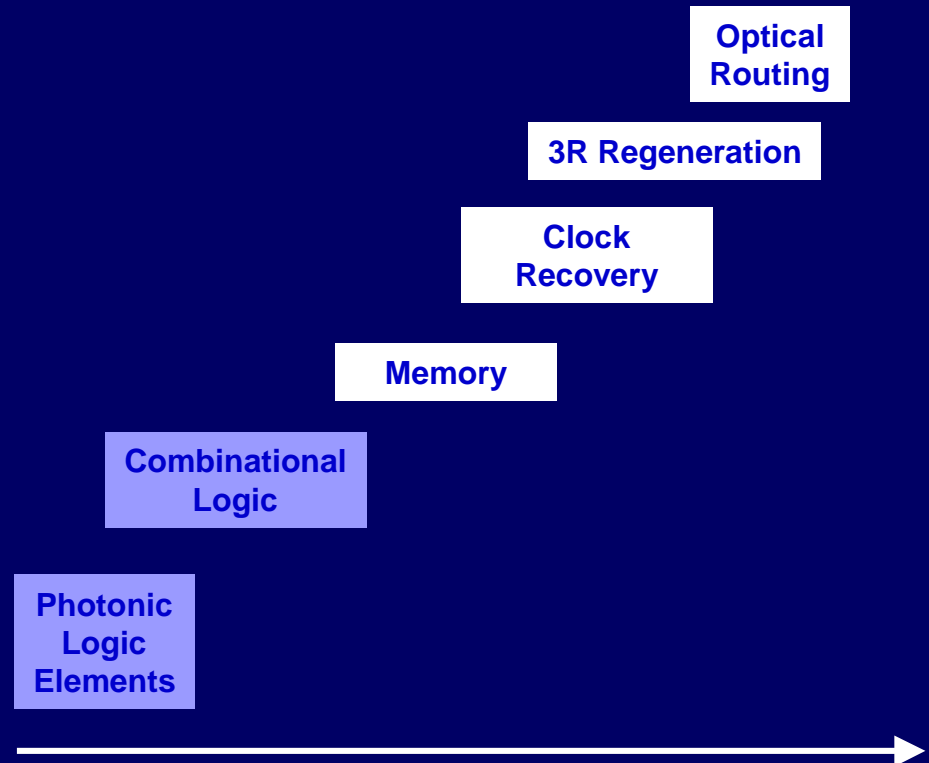 Optical
Routing
3R Regeneration
Clock
Recovery
Memory
Combinational
Logic
Photonic
Logic
Elements